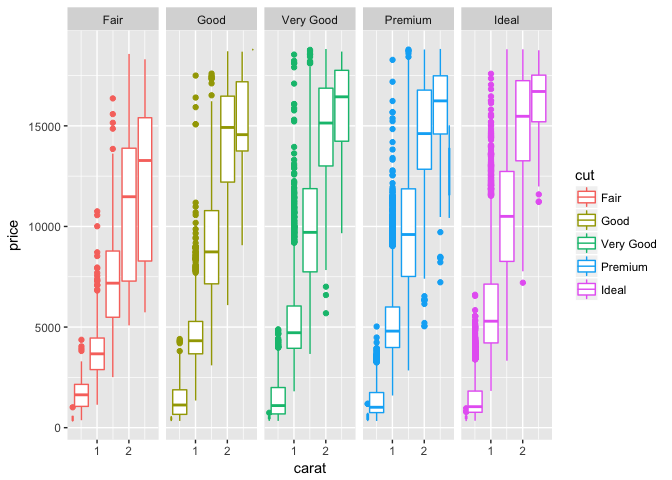 Fair Good Very Good Premium Ideal
15000
10000
5000
0
price
1 2 1 2 1 2 1 2 1 2
carat
cut
Fair
Good
Very Good
Premium
Ideal